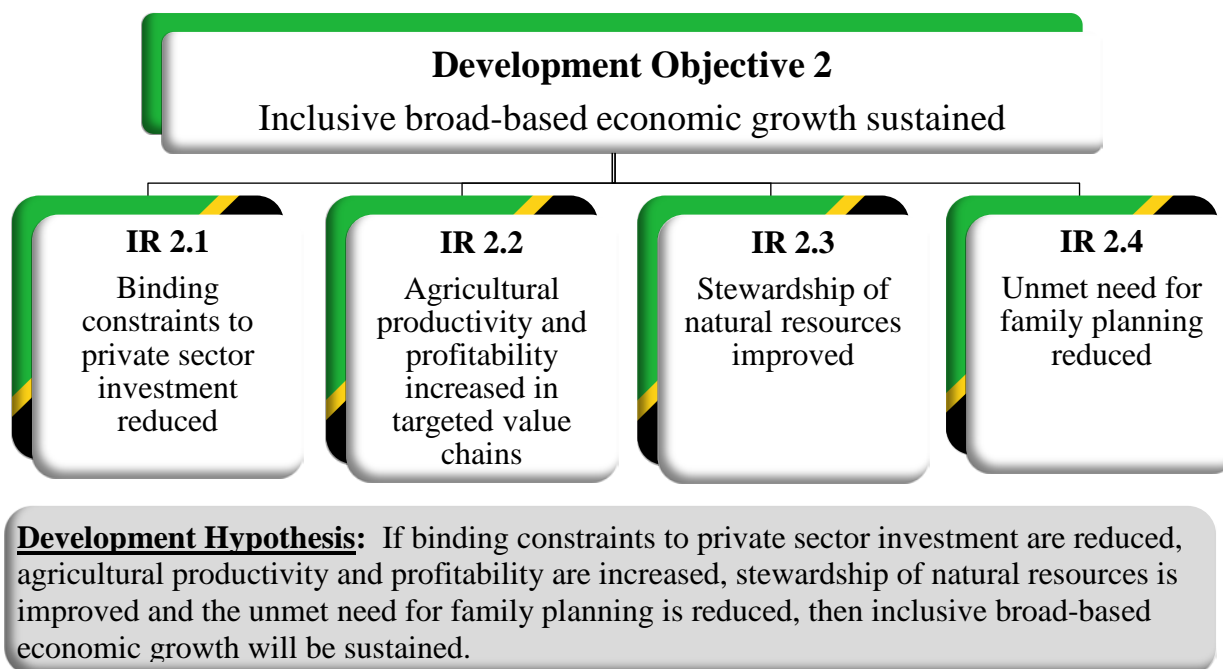 Development Objective 2
Inclusive broad-based economic growth sustained
IR 2.1
Binding
constraints to
private sector
investment
reduced
IR 2.2
Agricultural
productivity and
profitability
increased in
targeted value
chains
IR 2.3
Stewardship of
natural resources
improved
IR 2.4
Unmet need for
family planning
reduced
Development Hypothesis: If binding constraints to private sector investment are reduced,
agricultural productivity and profitability are increased, stewardship of natural resources is
improved and the unmet need for family planning is reduced, then inclusive broad-based
economic growth will be sustained.